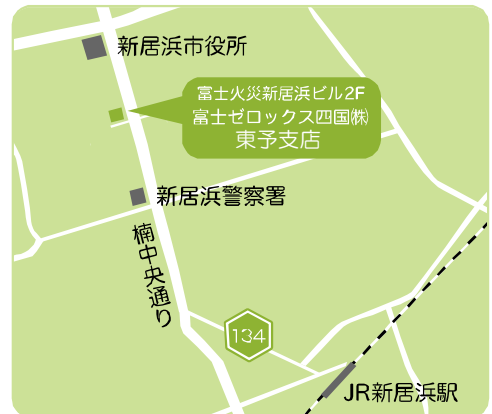 新居浜市役所
富士火災新居浜ビル2F
富士ゼロックス四国㈱
東予支店
新居浜警察署
楠中央通り
134
JR新居浜駅